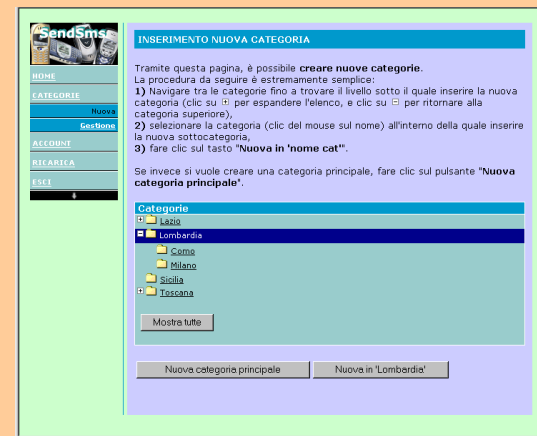 SendSms
HOME
CATEGORIE
Nuova
Gestione
ACCOUNT
RICARICA
ESCI
INSERIMENTO NUOVA CATEGORIA
Tramite questa pagina, è possibile creare nuove categorie.
La procedura da seguire è estremamente semplice:
1) Navigare tra le categorie fino a trovare il livello sotto il quale inserire la nuova
categoria (clic su per espandere l'elenco, e clic su per ritornare alla
categoria superiore),
2) selezionare la categoria (clic del mouse sul nome) all'interno della quale inserire
la nuova sottocategoria,
3) fare clic sul tasto "Nuova in 'nome cat'".
Se invece si vuole creare una categoria principale, fare clic sul pulsante "Nuova
categoria principale".
Categorie
Lazio
Lombardia
Como
Milano
Sicilia
Toscana
Mostra tutte
Nuova categoria principale
Nuova in 'Lombardia'